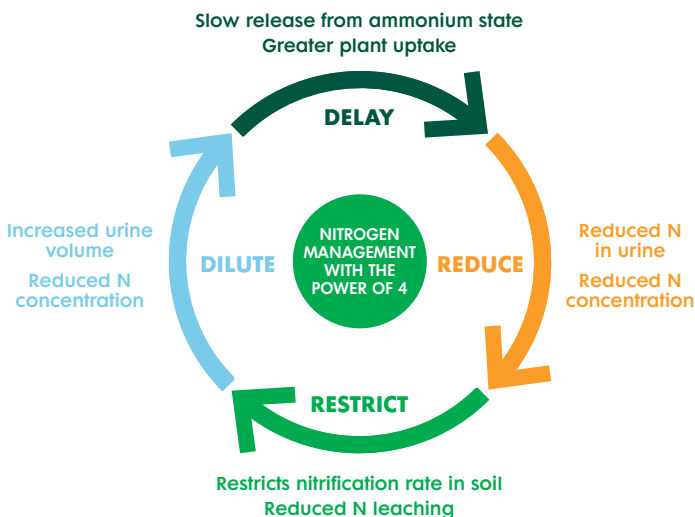 Slow release from ammonium state
Greater plant uptake
DELAY
Increased urine
volume
Reduced N
concentration
DILUTE
NITROGEN
MANAGEMENT
WITH THE
POWER OF 4
REDUCE
Reduced N
in urine
Reduced N
concentration
RESTRICT
Restricts nitrification rate in soil
Reduced N leaching